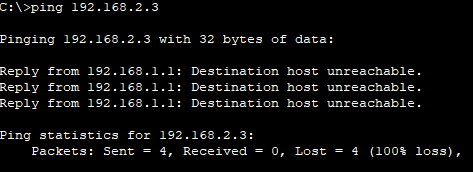 C:\>ping 192.168.2.3
Pinging 192.168.2.3 with 32 bytes of data:
Reply from 192.168.1.1: Destination host unreachable.
Reply from 192.168.1.1: Destination host unreachable.
Reply from 192.168.1.1: Destination host unreachable.
Ping statistics for 192.168.2.3:
Packets: Sent = 4, Received = 0, Lost = 4 (100% loss),